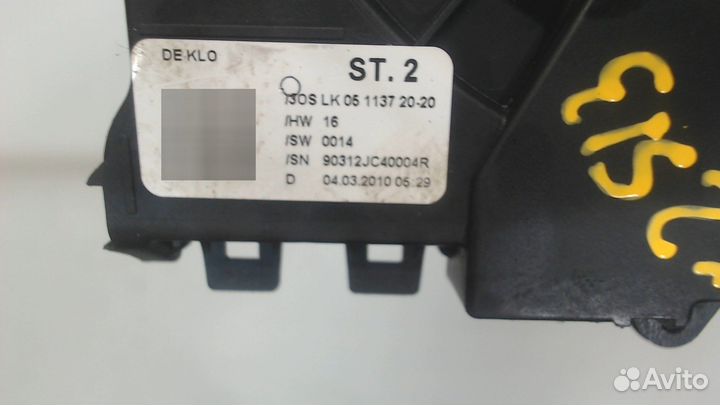 DE KLO
ST. 2
/3OS LK 05 1137 20-20
/HW 16
/SW 0014
/SN 90312JC40004R
D 04.03.2010 05:29
Avito